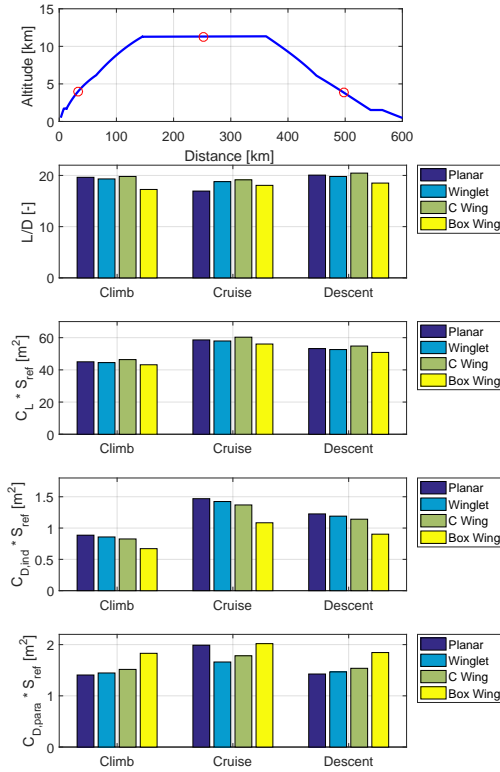 15
10
5
0
Altitude [km]
0 100 200 300 400 500 600
Distance [km]
20
10
0
L/D [-]
Climb Cruise Descent
Planar
Winglet
C Wing
Box Wing
60
40
20
0
C_L * S_ref [m²]
Climb Cruise Descent
Planar
Winglet
C Wing
Box Wing
1.5
1
0.5
0
C_D,ind * S_ref [m²]
Climb Cruise Descent
Planar
Winglet
C Wing
Box Wing
2
1
0
C_D,para * S_ref [m²]
Climb Cruise Descent
Planar
Winglet
C Wing
Box Wing